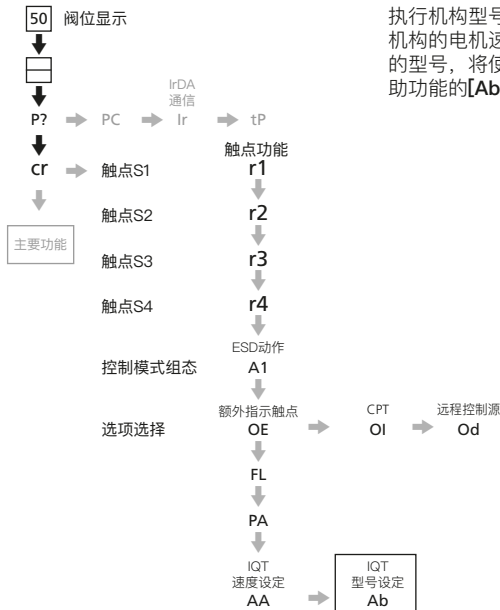 50 阀位显示
执行机构型号
机构的电机速
的型号，将使
助功能的[Ab
IrDA
通信
P? PC Ir tP
触点功能
cr 触点S1 r1
主要功能
触点S2 r2
触点S3 r3
触点S4 r4
ESD动作
控制模式组态 A1
额外指示触点 CPT 远程控制源
选项选择 OE OI Od
FL
PA
IQT
速度设定
AA
IQT
型号设定
Ab